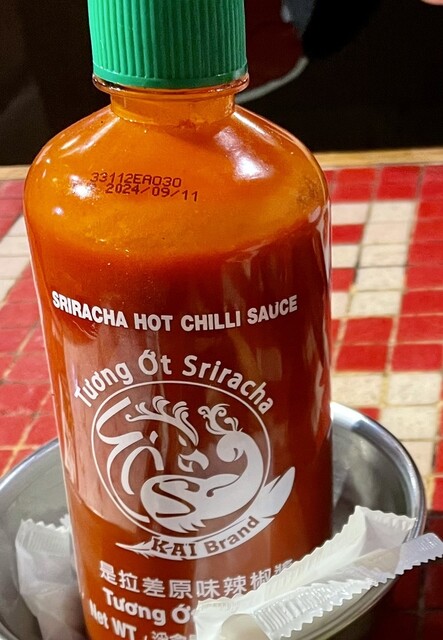 33112EA030
2024/09/11
SRIRACHA HOT CHILLI SAUCE
Tương Ớt Sriracha
KAI Brand
是拉差原味辣椒醬
Tương Ớ
Net WT